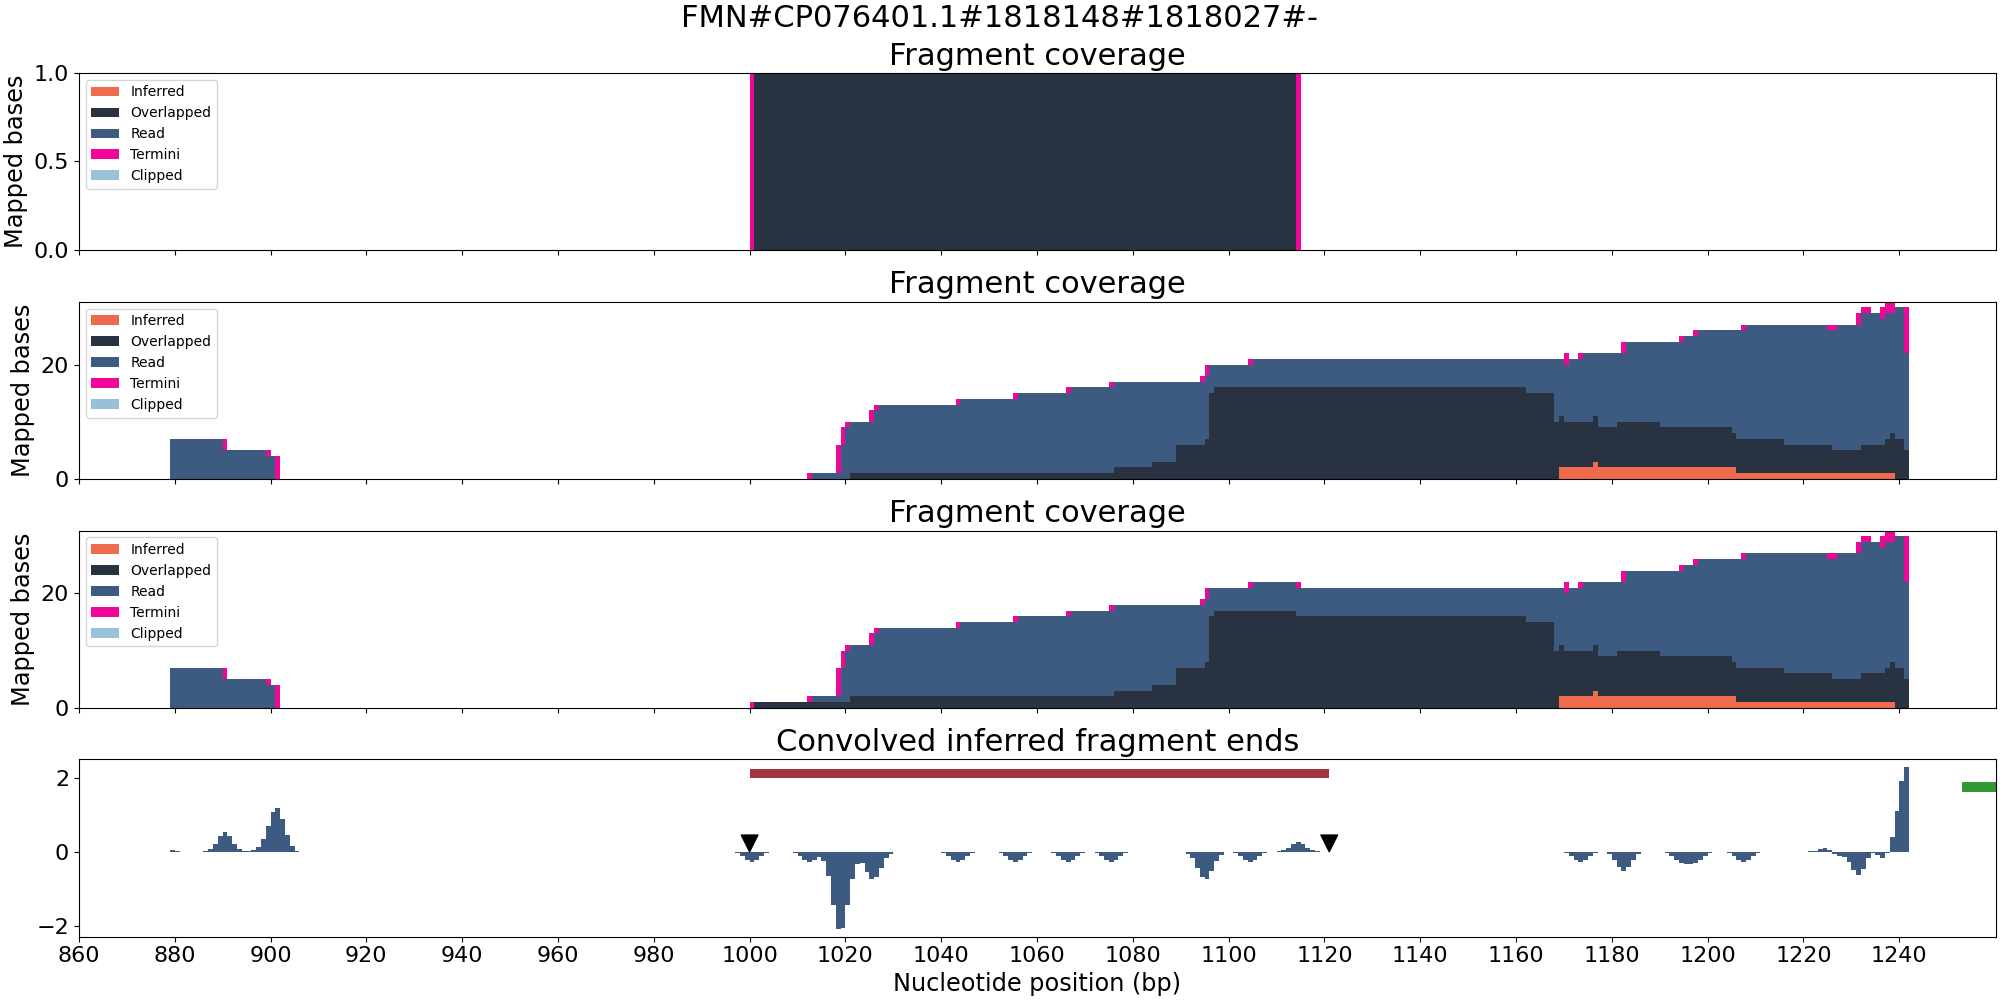 FMN#CP076401.1#1818148#1818027#-
Fragment coverage
Mapped bases
1.0
0.5
0.0
Inferred
Overlapped
Read
Termini
Clipped
Fragment coverage
Mapped bases
20
0
Inferred
Overlapped
Read
Termini
Clipped
Fragment coverage
Mapped bases
20
0
Inferred
Overlapped
Read
Termini
Clipped
Convolved inferred fragment ends
2
0
−2
860 880 900 920 940 960 980 1000 1020 1040 1060 1080 1100 1120 1140 1160 1180 1200 1220 1240
Nucleotide position (bp)